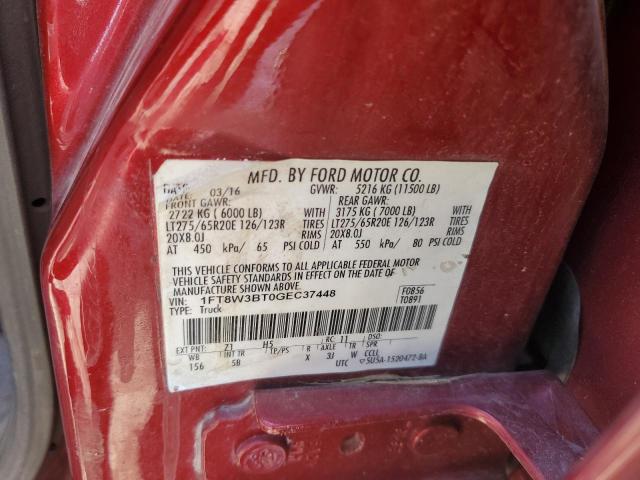 MFD. BY FORD MOTOR CO.
DATE: 03/16 GVWR: 5216 KG (11500 LB)
FRONT GAWR: REAR GAWR:
2722 KG ( 6000 LB) WITH 3175 KG ( 7000 LB) WITH
LT275/65R20E 126/123R TIRES LT275/65R20E 126/123R TIRES
20X8.0J RIMS 20X8.0J RIMS
AT 450 kPa/ 65 PSI COLD AT 550 kPa/ 80 PSI COLD
THIS VEHICLE CONFORMS TO ALL APPLICABLE FEDERAL MOTOR
VEHICLE SAFETY STANDARDS IN EFFECT ON THE DATE OF
MANUFACTURE SHOWN ABOVE.
VIN: 1FT8W3BT0GEC37448 F0856
TYPE: Truck T0891
EXT PNT: Z1 H5 RC: 11 DSO:
WB INT TR TP/PS R AXLE TR SPR
156 5B X 3J W CCLL
UTC 5U5A-1520472-BA